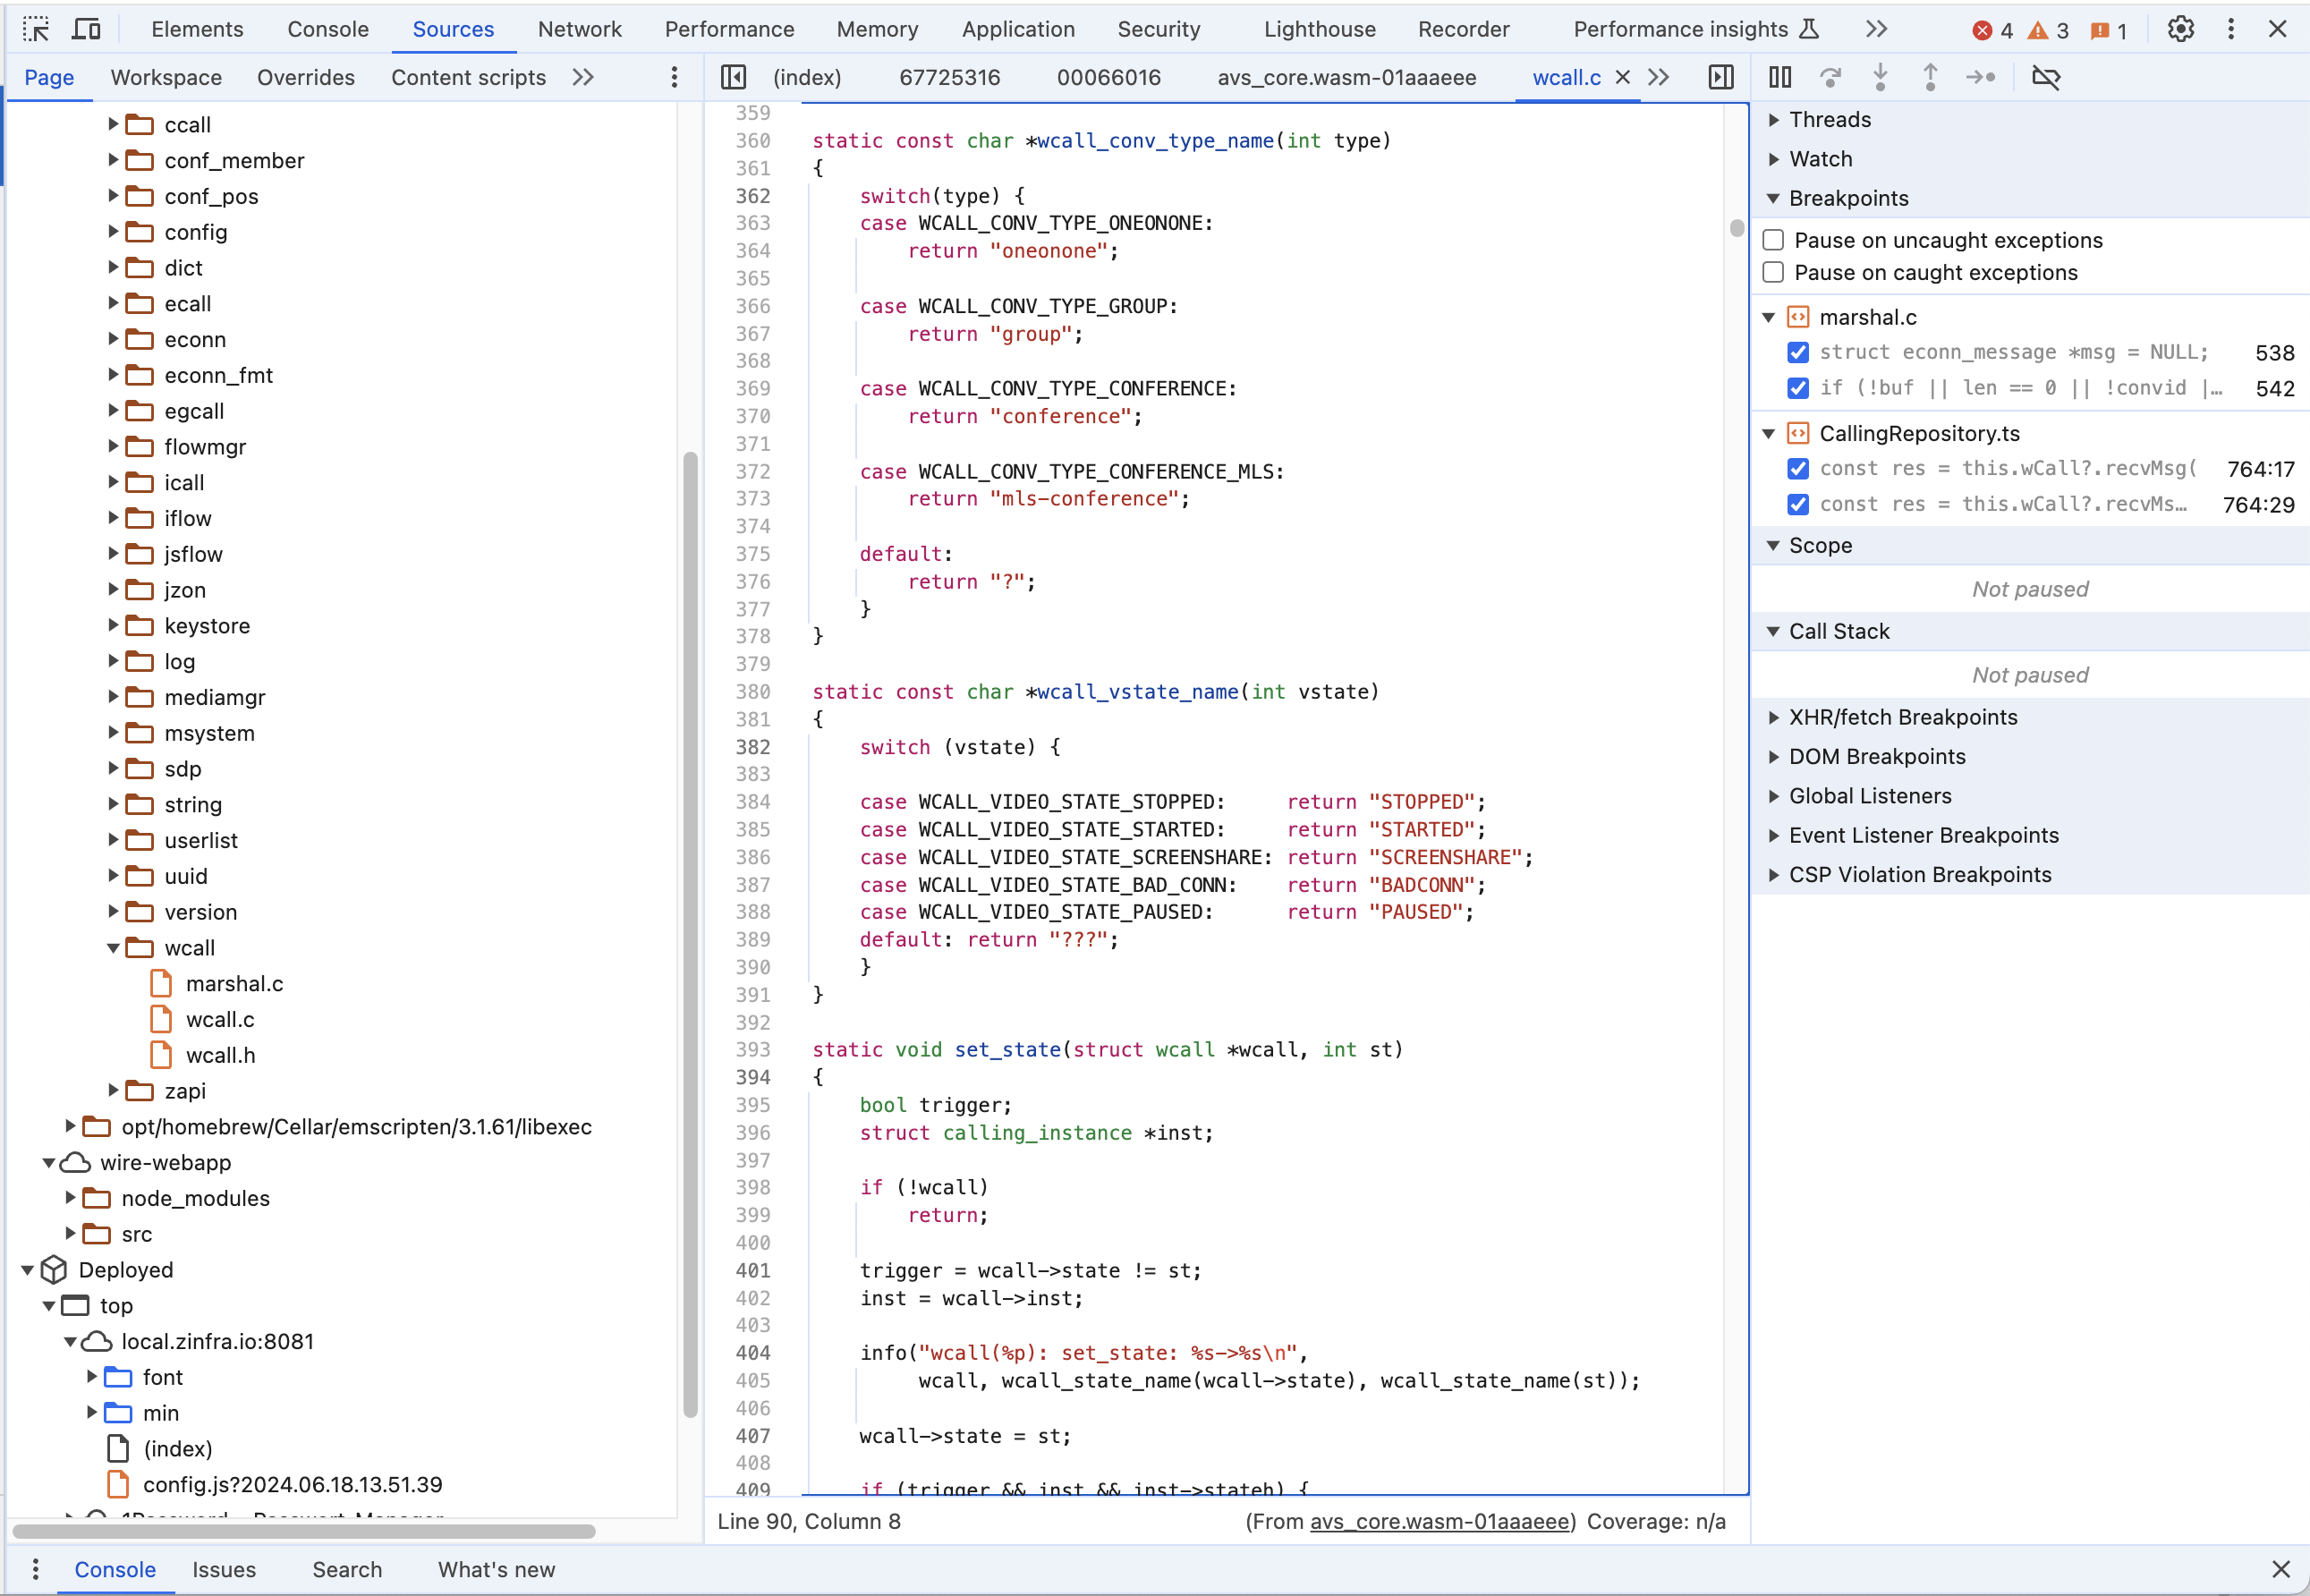 Elements Console Sources Network Performance Memory Application Security Lighthouse Recorder Performance insights 4 3 1
Page Workspace Overrides Content scripts
(index) 67725316 00066016 avs_core.wasm-01aaaeee wcall.c
ccall
conf_member
conf_pos
config
dict
ecall
econn
econn_fmt
egcall
flowmgr
icall
iflow
jsflow
jzon
keystore
log
mediamgr
msystem
sdp
string
userlist
uuid
version
wcall
marshal.c
wcall.c
wcall.h
zapi
opt/homebrew/Cellar/emscripten/3.1.61/libexec
wire-webapp
node_modules
src
Deployed
top
local.zinfra.io:8081
font
min
(index)
config.js?2024.06.18.13.51.39
359
360 static const char *wcall_conv_type_name(int type)
361 {
362 switch(type) {
363 case WCALL_CONV_TYPE_ONEONONE:
364 return "oneonone";
365
366 case WCALL_CONV_TYPE_GROUP:
367 return "group";
368
369 case WCALL_CONV_TYPE_CONFERENCE:
370 return "conference";
371
372 case WCALL_CONV_TYPE_CONFERENCE_MLS:
373 return "mls-conference";
374
375 default:
376 return "?";
377 }
378 }
379
380 static const char *wcall_vstate_name(int vstate)
381 {
382 switch (vstate) {
383
384 case WCALL_VIDEO_STATE_STOPPED: return "STOPPED";
385 case WCALL_VIDEO_STATE_STARTED: return "STARTED";
386 case WCALL_VIDEO_STATE_SCREENSHARE: return "SCREENSHARE";
387 case WCALL_VIDEO_STATE_BAD_CONN: return "BADCONN";
388 case WCALL_VIDEO_STATE_PAUSED: return "PAUSED";
389 default: return "???";
390 }
391 }
392
393 static void set_state(struct wcall *wcall, int st)
394 {
395 bool trigger;
396 struct calling_instance *inst;
397
398 if (!wcall)
399 return;
400
401 trigger = wcall->state != st;
402 inst = wcall->inst;
403
404 info("wcall(%p): set_state: %s->%s\n",
405 wcall, wcall_state_name(wcall->state), wcall_state_name(st));
406
407 wcall->state = st;
408
409 if (trigger && inst && inst->stateh) {
Line 90, Column 8 (From avs_core.wasm-01aaaeee) Coverage: n/a
Threads
Watch
Breakpoints
Pause on uncaught exceptions
Pause on caught exceptions
marshal.c
struct econn_message *msg = NULL; 538
if (!buf || len == 0 || !convid |… 542
CallingRepository.ts
const res = this.wCall?.recvMsg( 764:17
const res = this.wCall?.recvMs… 764:29
Scope
Not paused
Call Stack
Not paused
XHR/fetch Breakpoints
DOM Breakpoints
Global Listeners
Event Listener Breakpoints
CSP Violation Breakpoints
Console Issues Search What's new